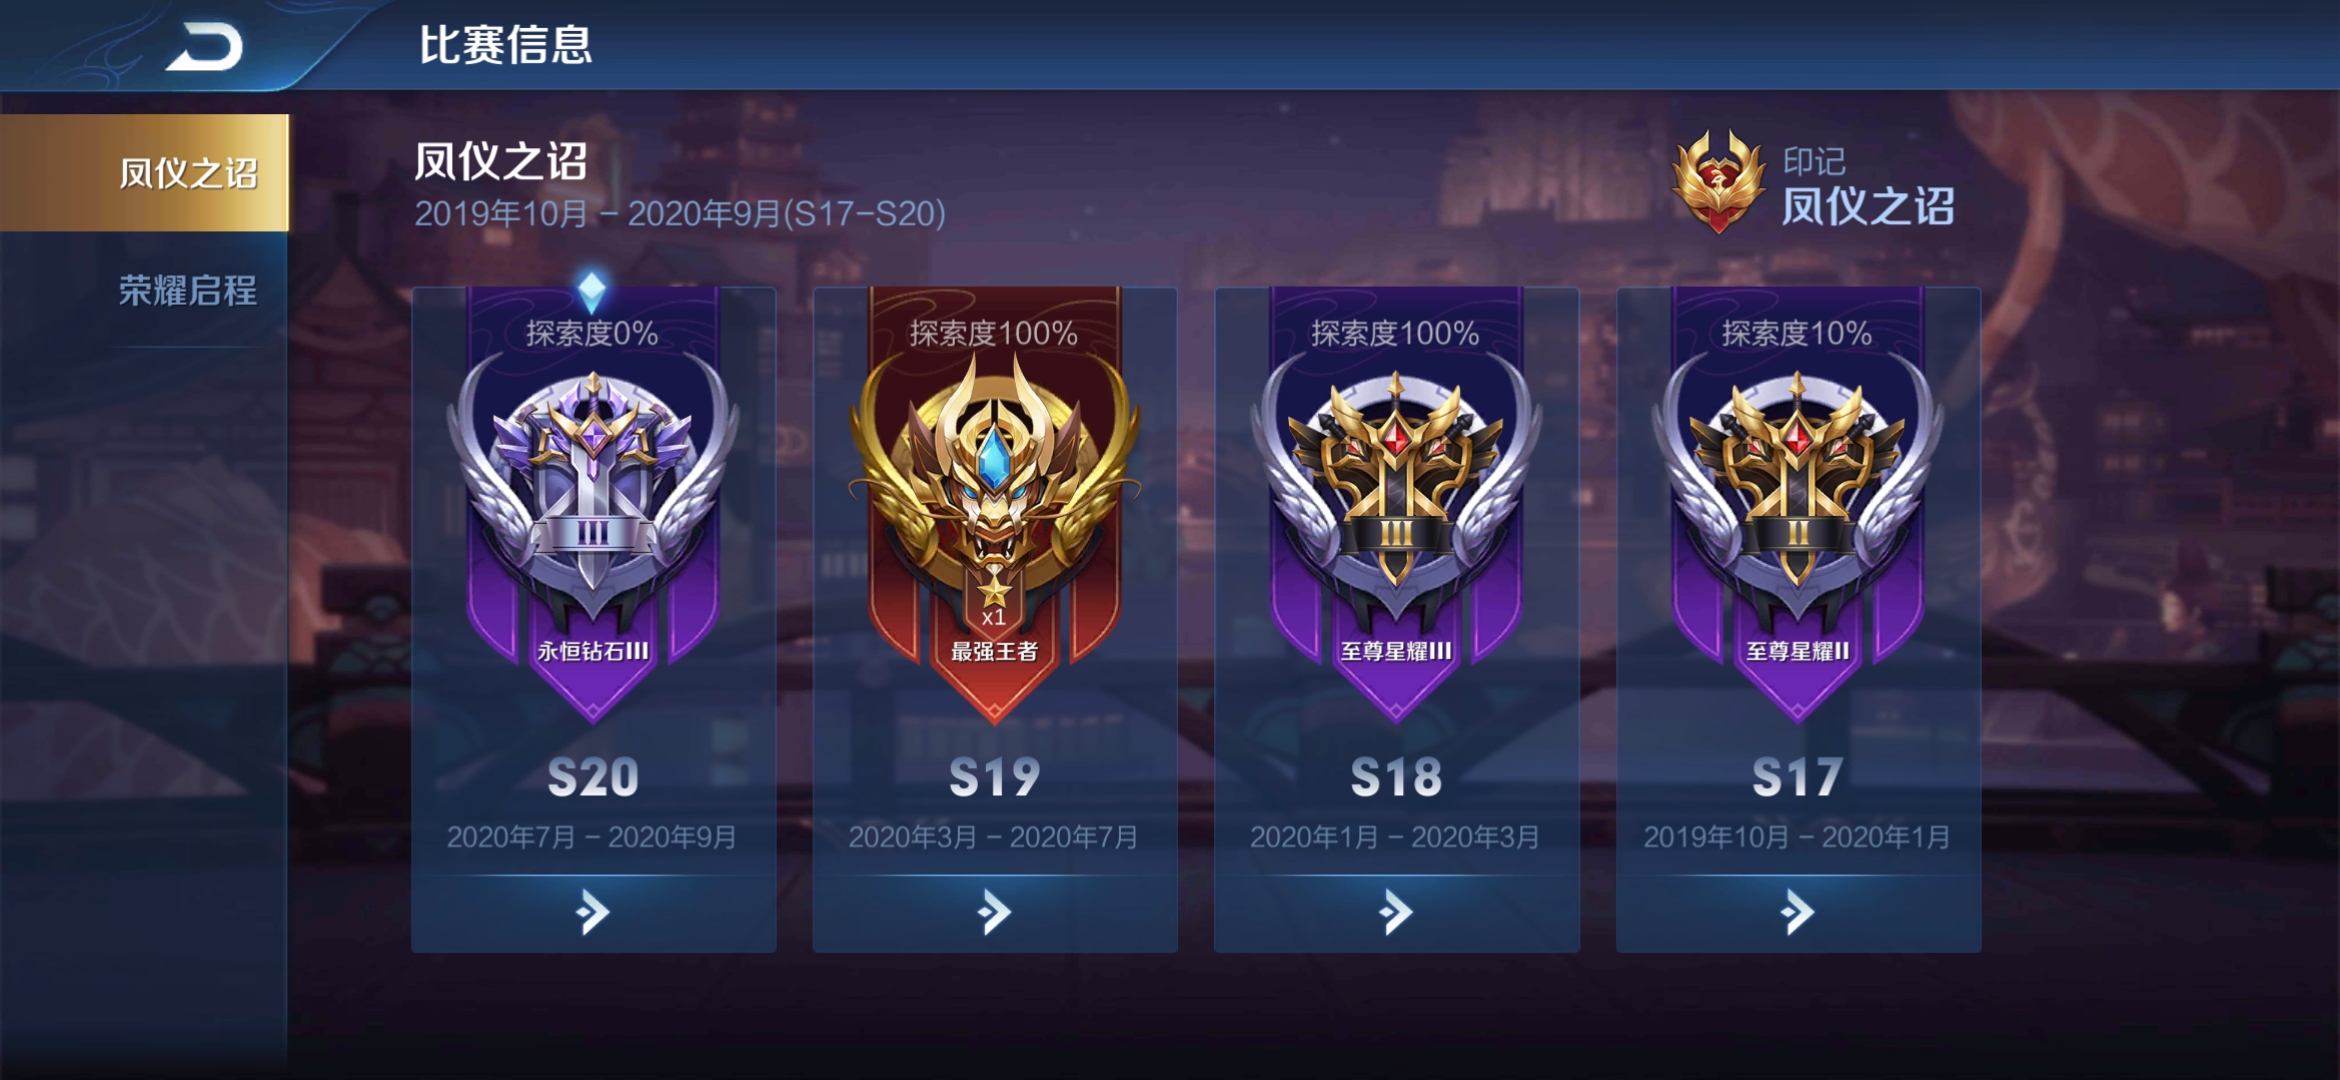 比赛信息
凤仪之诏
荣耀启程
凤仪之诏
2019年10月 – 2020年9月(S17–S20)
印记
凤仪之诏
探索度0%
III
永恒钻石III
S20
2020年7月 – 2020年9月
探索度100%
x1
最强王者
S19
2020年3月 – 2020年7月
探索度100%
III
至尊星耀III
S18
2020年1月 – 2020年3月
探索度10%
II
至尊星耀II
S17
2019年10月 – 2020年1月